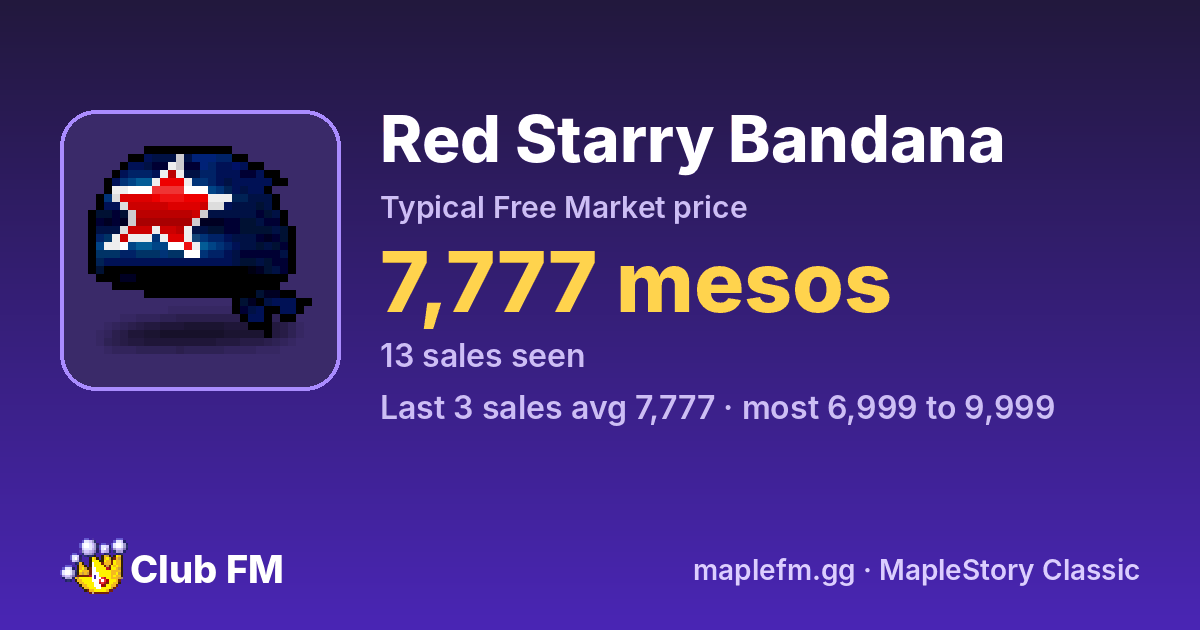 Red Starry Bandana
Typical Free Market price
7,777 mesos
13 sales seen
Last 3 sales avg 7,777 · most 6,999 to 9,999
Club FM
maplefm.gg · MapleStory Classic